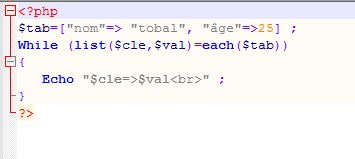 <?php
$tab=["nom"=> "tobal", "âge"=>25] ;
While (list($cle,$val)=each($tab))
{
Echo "$cle=>$val<br>" ;
}
?>